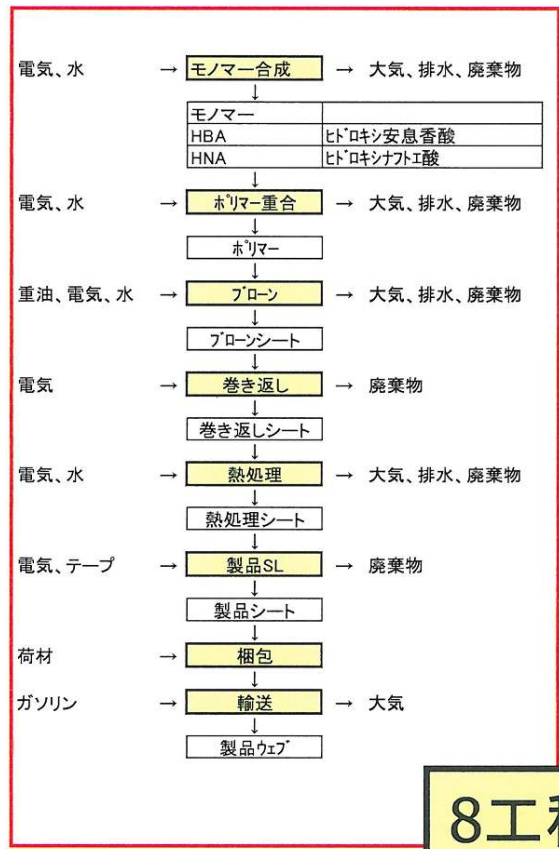 電気、水 → モノマー合成 → 大気、排水、廃棄物
↓
モノマー
HBA ヒドロキシ安息香酸
HNA ヒドロキシナフトエ酸
↓
電気、水 → ポリマー重合 → 大気、排水、廃棄物
↓
ポリマー
↓
重油、電気、水 → ブローン → 大気、排水、廃棄物
↓
ブローンシート
↓
電気 → 巻き返し → 廃棄物
↓
巻き返しシート
↓
電気、水 → 熱処理 → 大気、排水、廃棄物
↓
熱処理シート
↓
電気、テープ → 製品SL → 廃棄物
↓
製品シート
↓
荷材 → 梱包
↓
ガソリン → 輸送 → 大気
↓
製品ウェブ
8工